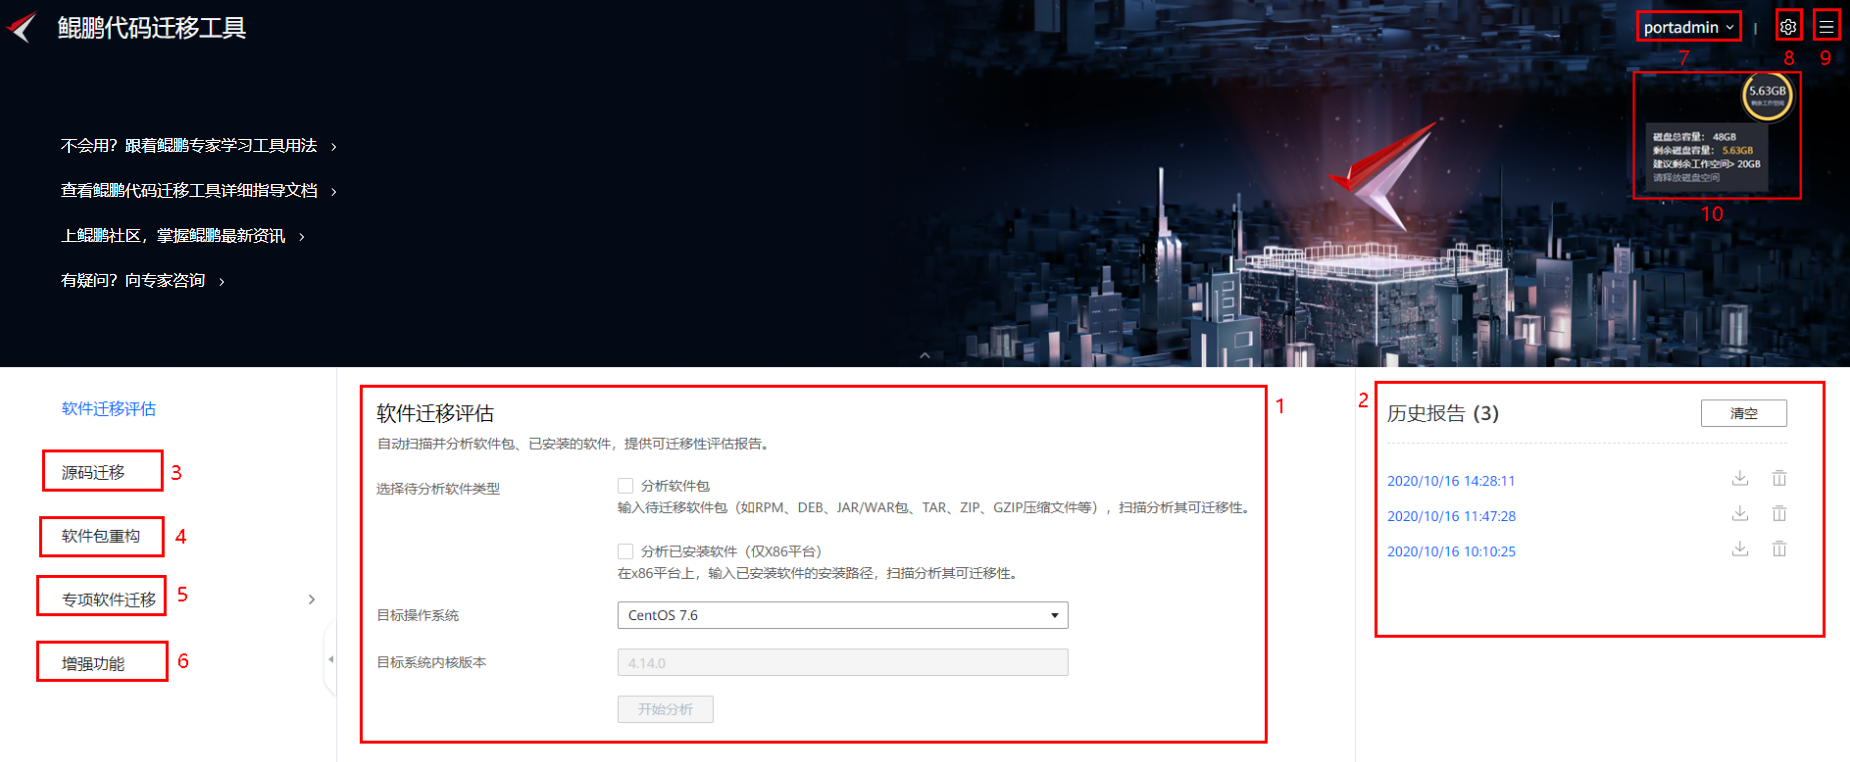 鲲鹏代码迁移工具
portadmin
|
7
8
9
5.63GB
剩余工作空间
磁盘总容量： 48GB
剩余磁盘容量： 5.63GB
建议剩余工作空间> 20GB
请释放磁盘空间
10
不会用？跟着鲲鹏专家学习工具用法
查看鲲鹏代码迁移工具详细指导文档
上鲲鹏社区，掌握鲲鹏最新资讯
有疑问？向专家咨询
软件迁移评估
源码迁移
3
软件包重构
4
专项软件迁移
5
增强功能
6
1
软件迁移评估
自动扫描并分析软件包、已安装的软件，提供可迁移性评估报告。
选择待分析软件类型
分析软件包
输入待迁移软件包（如RPM、DEB、JAR/WAR包、TAR、ZIP、GZIP压缩文件等），扫描分析其可迁移性。
分析已安装软件（仅X86平台）
在x86平台上，输入已安装软件的安装路径，扫描分析其可迁移性。
目标操作系统
CentOS 7.6
目标系统内核版本
4.14.0
开始分析
2
历史报告 (3)
清空
2020/10/16 14:28:11
2020/10/16 11:47:28
2020/10/16 10:10:25